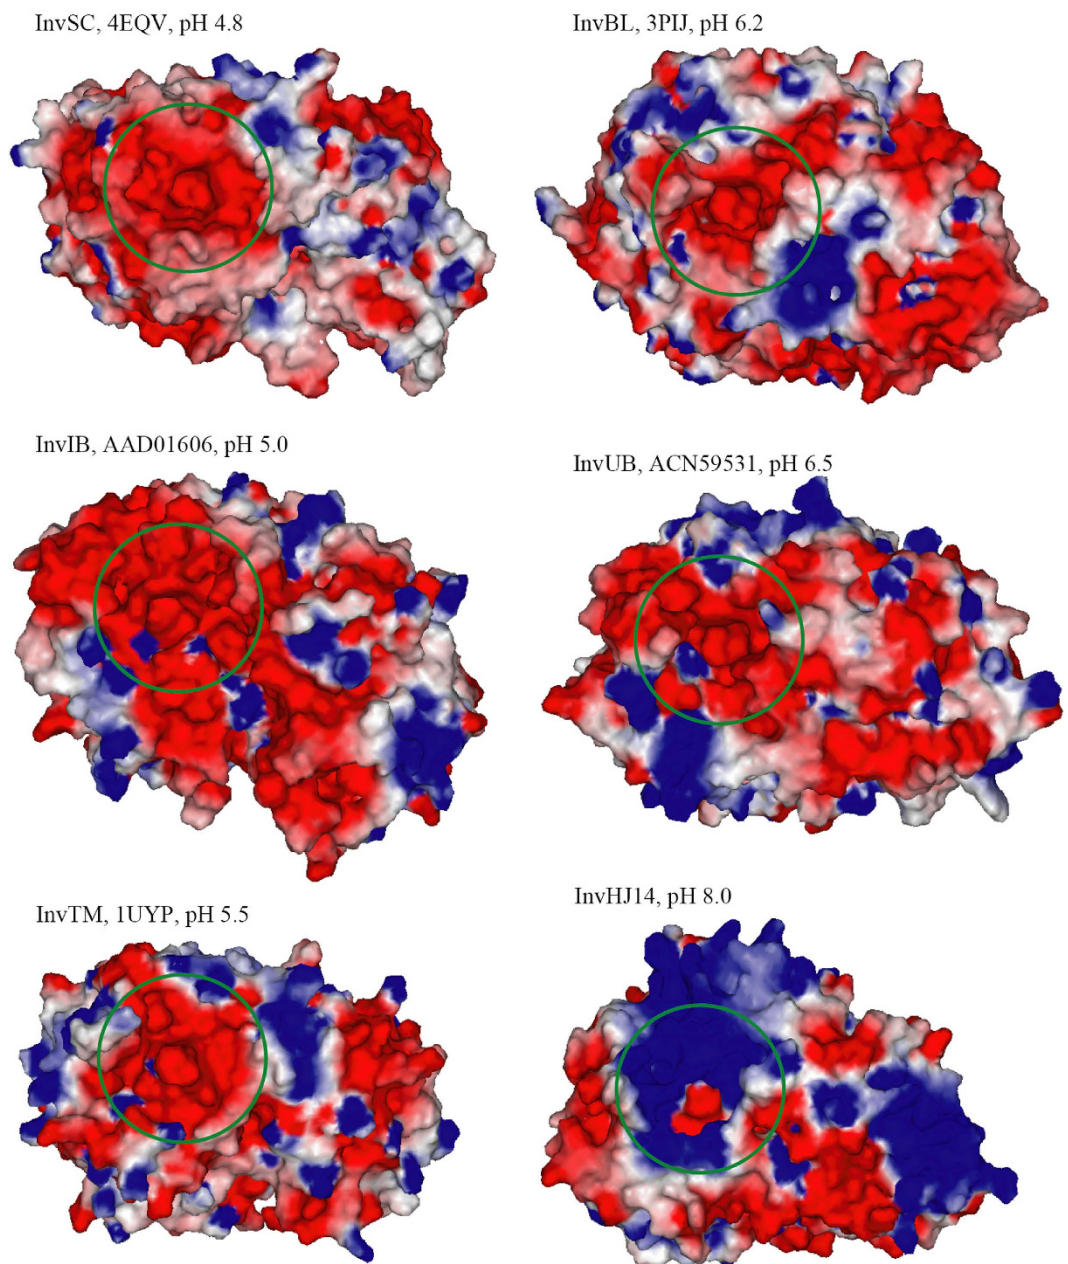 InvSC, 4EQV, pH 4.8
InvBL, 3PIJ, pH 6.2
InvIB, AAD01606, pH 5.0
InvUB, ACN59531, pH 6.5
InvTM, 1UYP, pH 5.5
InvHJ14, pH 8.0